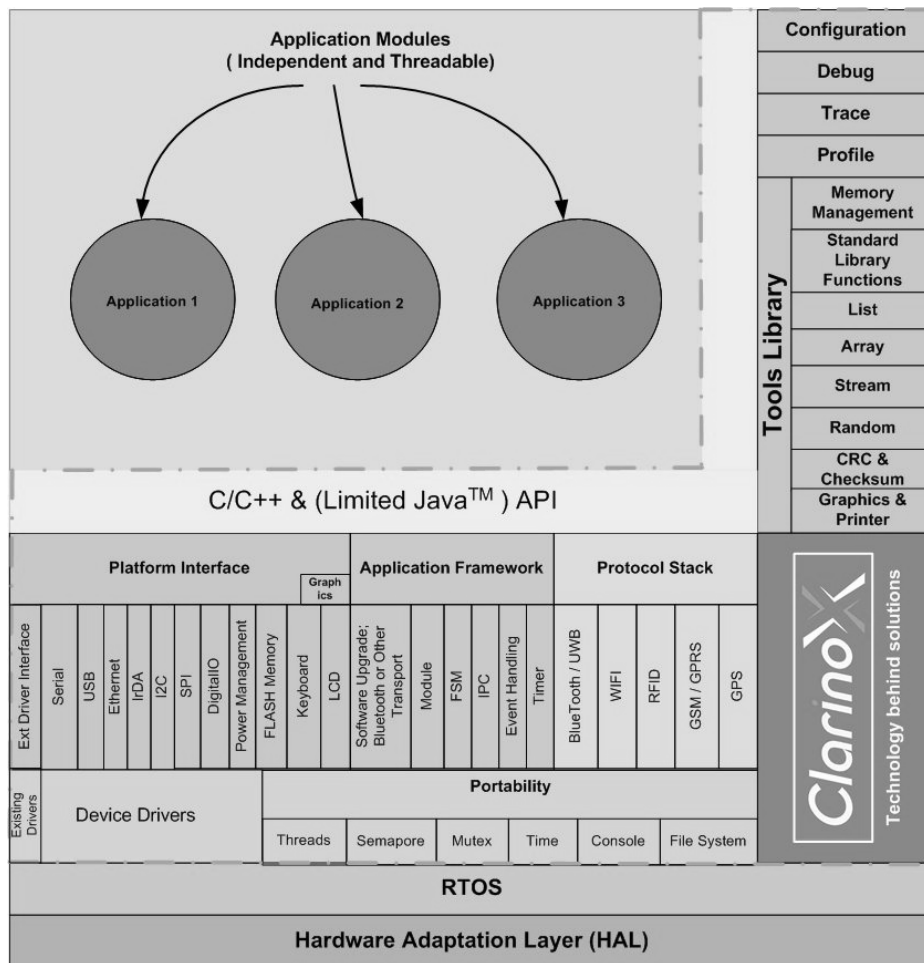 Application Modules
( Independent and Threadable)
Application 1
Application 2
Application 3
Configuration
Debug
Trace
Profile
Tools Library
Memory
Management
Standard
Library
Functions
List
Array
Stream
Random
CRC &
Checksum
Graphics &
Printer
C/C++ & (Limited Java™ ) API
Platform Interface
Graph
ics
Application Framework
Protocol Stack
Ext Driver Interface
Serial
USB
Ethernet
IrDA
I2C
SPI
DigitalIO
Power Management
FLASH Memory
Keyboard
LCD
Software Upgrade;
Bluetooth or Other
Transport
Module
FSM
IPC
Event Handling
Timer
BlueTooth / UWB
WIFI
RFID
GSM / GPRS
GPS
Existing
Drivers
Device Drivers
Portability
Threads
Semapore
Mutex
Time
Console
File System
ClarinoX
Technology behind solutions
RTOS
Hardware Adaptation Layer (HAL)